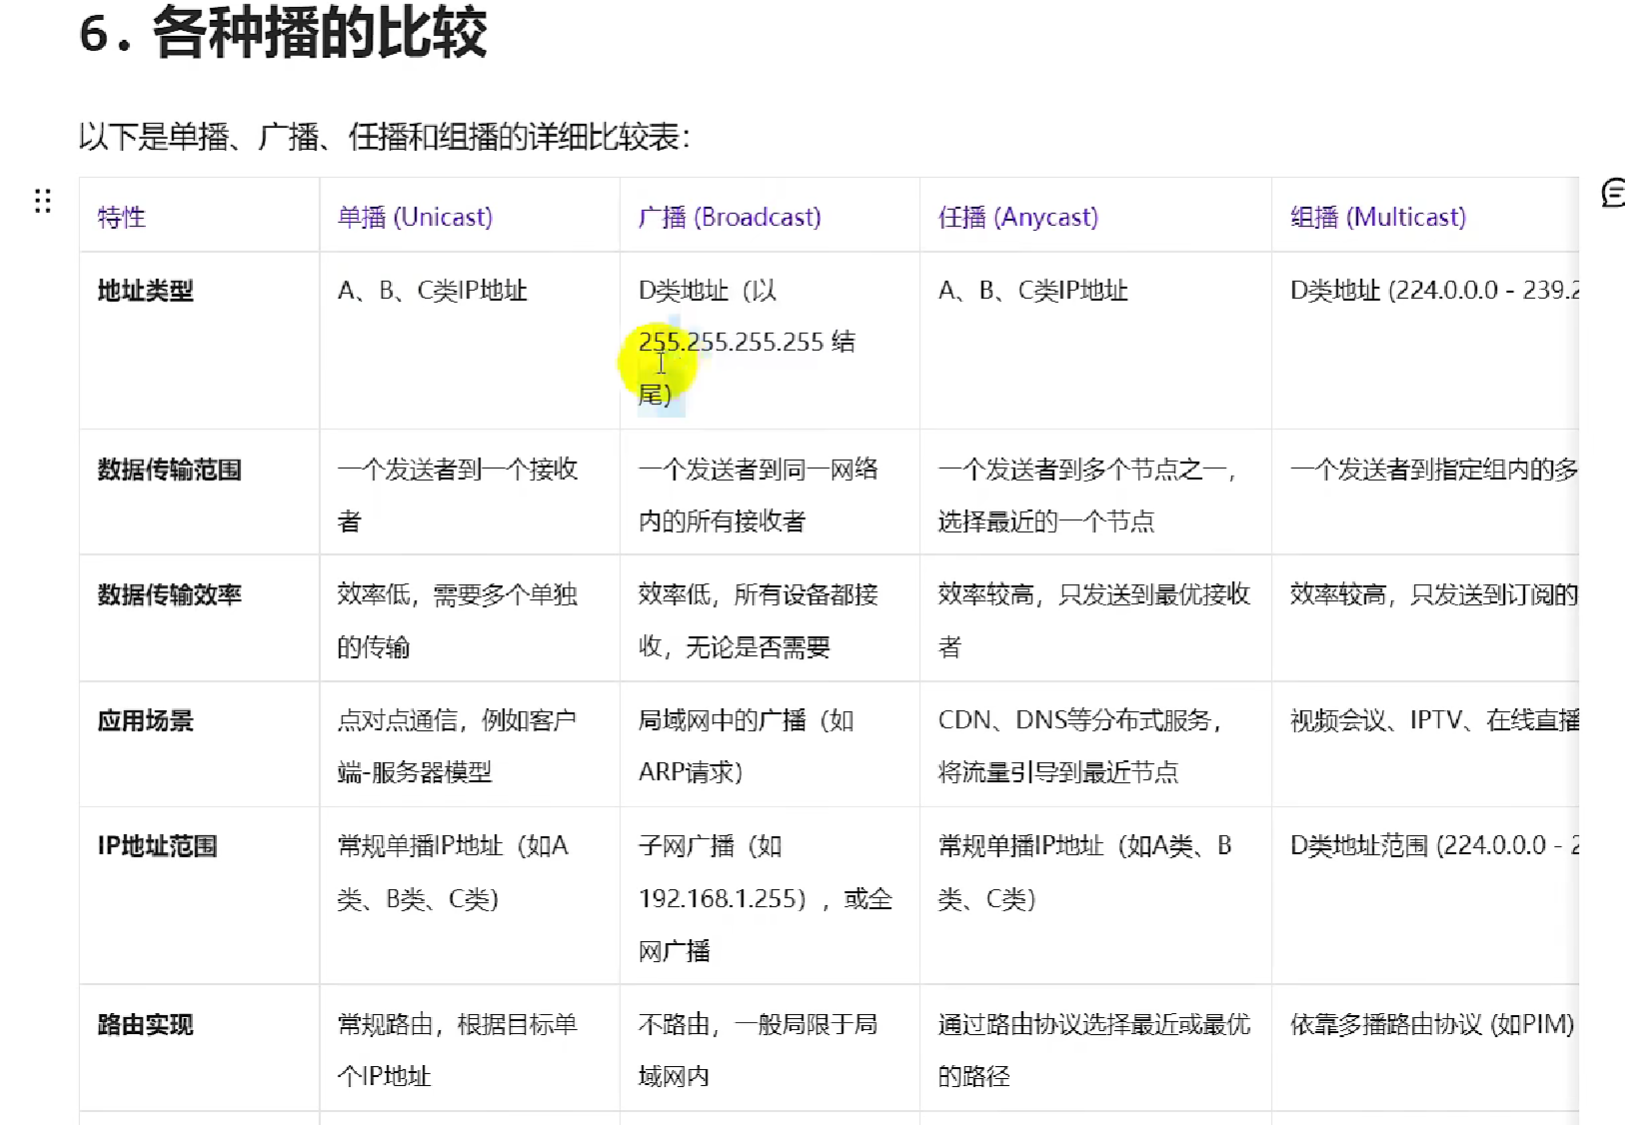 6. 各种播的比较
以下是单播、广播、任播和组播的详细比较表：
特性
单播 (Unicast)
广播 (Broadcast)
任播 (Anycast)
组播 (Multicast)
地址类型
A、B、C类IP地址
D类地址（以
255.255.255.255 结
尾）
A、B、C类IP地址
D类地址 (224.0.0.0 - 239.2
数据传输范围
一个发送者到一个接收
者
一个发送者到同一网络
内的所有接收者
一个发送者到多个节点之一，
选择最近的一个节点
一个发送者到指定组内的多
数据传输效率
效率低，需要多个单独
的传输
效率低，所有设备都接
收，无论是否需要
效率较高，只发送到最优接收
者
效率较高，只发送到订阅的
应用场景
点对点通信，例如客户
端-服务器模型
局域网中的广播（如
ARP请求）
CDN、DNS等分布式服务，
将流量引导到最近节点
视频会议、IPTV、在线直播
IP地址范围
常规单播IP地址（如A
类、B类、C类）
子网广播（如
192.168.1.255），或全
网广播
常规单播IP地址（如A类、B
类、C类）
D类地址范围 (224.0.0.0 - 2
路由实现
常规路由，根据目标单
个IP地址
不路由，一般局限于局
域网内
通过路由协议选择最近或最优
的路径
依靠多播路由协议 (如PIM)